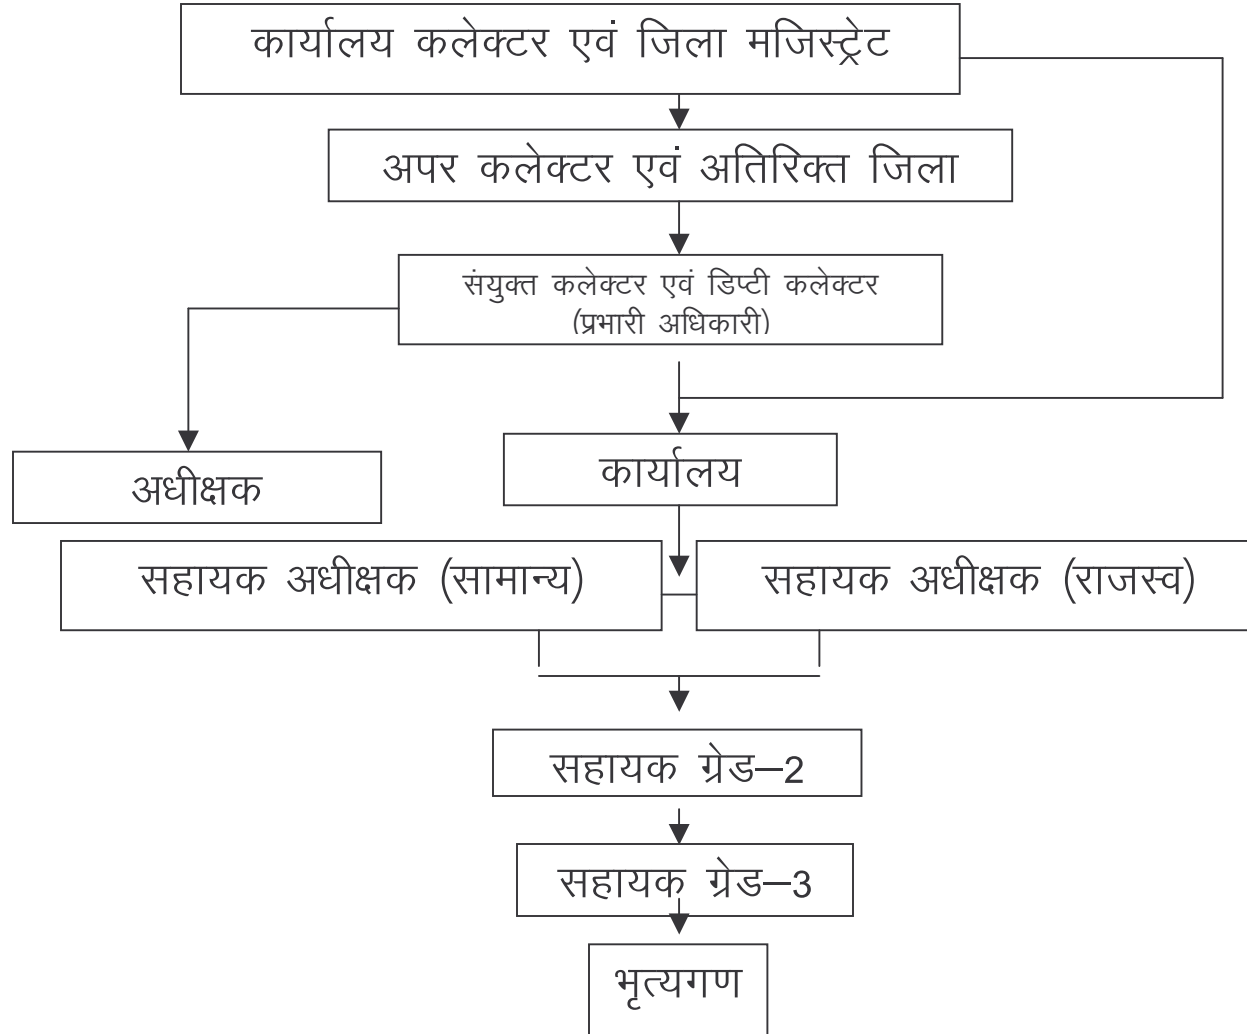 कार्यालय कलेक्टर एवं जिला मजिस्ट्रेट
अपर कलेक्टर एवं अतिरिक्त जिला
संयुक्त कलेक्टर एवं डिप्टी कलेक्टर
(प्रभारी अधिकारी)
अधीक्षक
कार्यालय
सहायक अधीक्षक (सामान्य)
सहायक अधीक्षक (राजस्व)
सहायक ग्रेड–2
सहायक ग्रेड–3
भृत्यगण